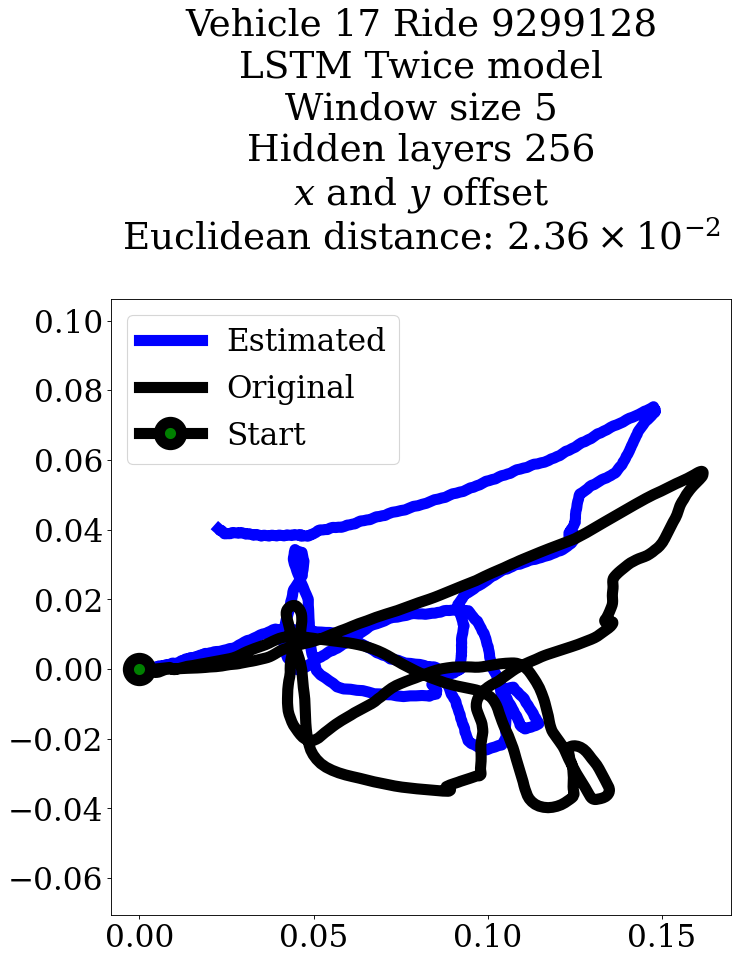 Vehicle 17 Ride 9299128
LSTM Twice model
Window size 5
Hidden layers 256
x and y offset
Euclidean distance: 2.36 × 10⁻²
Estimated
Original
Start
0.10
0.08
0.06
0.04
0.02
0.00
−0.02
−0.04
−0.06
0.00 0.05 0.10 0.15